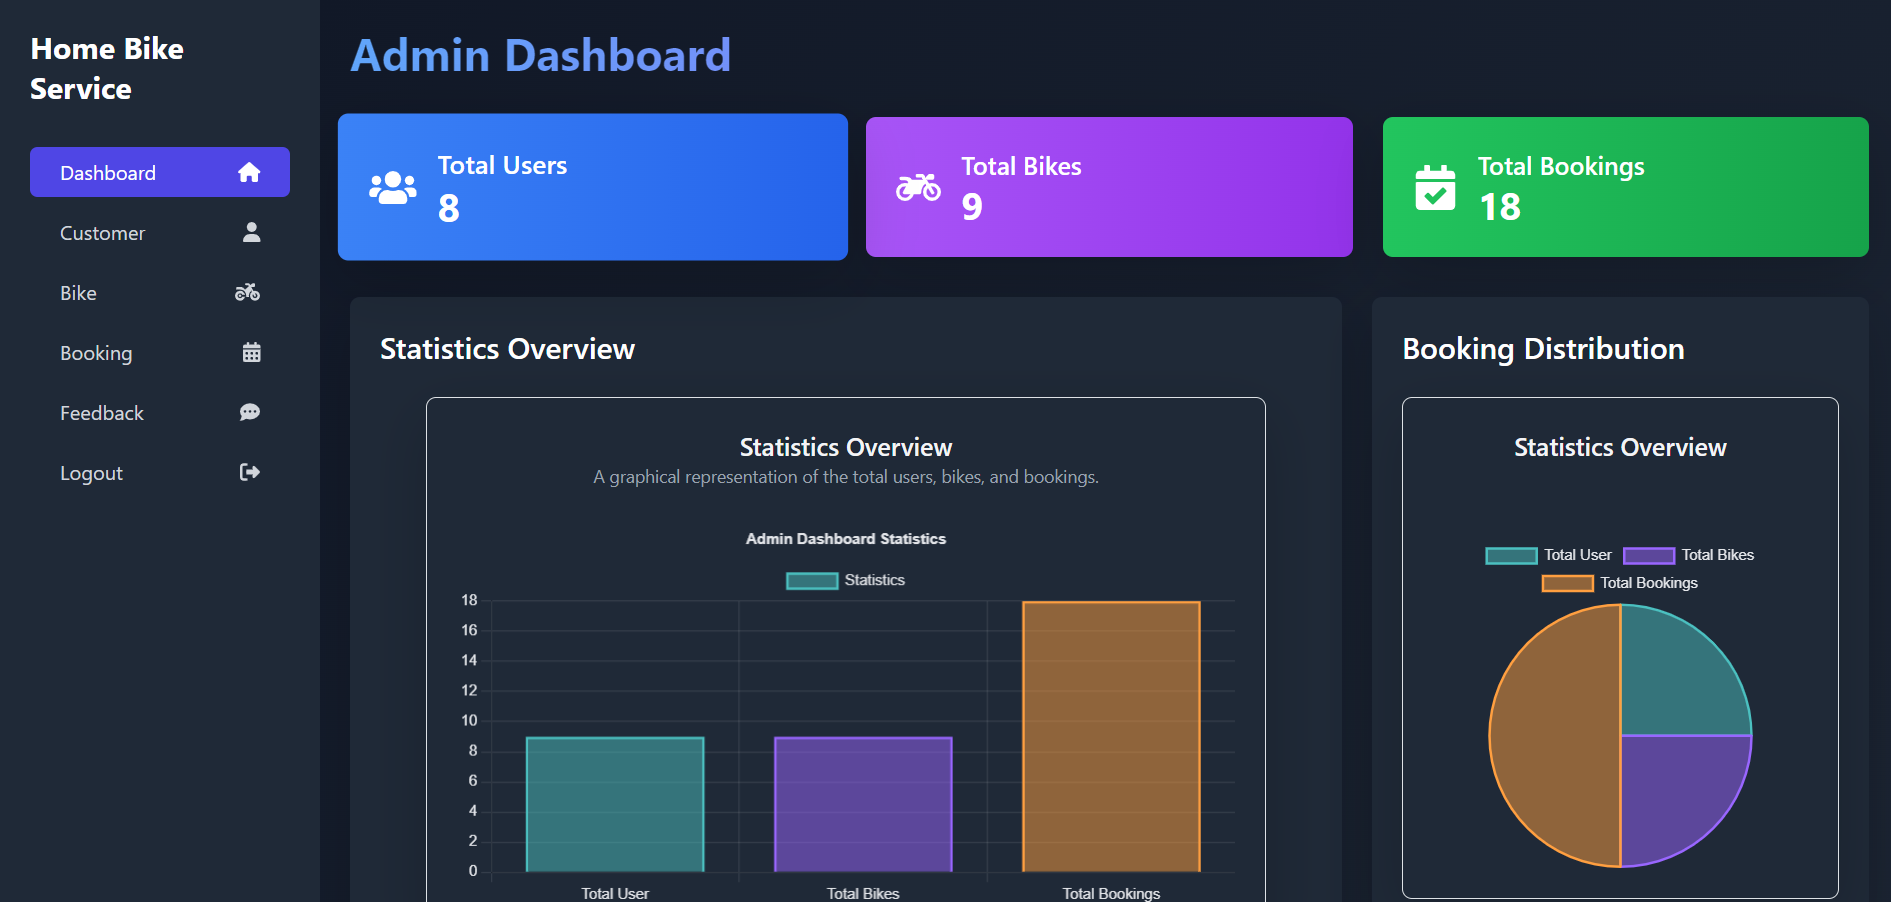 Home Bike
Service
Dashboard
Customer
Bike
Booking
Feedback
Logout
Admin Dashboard
Total Users
8
Total Bikes
9
Total Bookings
18
Statistics Overview
Statistics Overview
A graphical representation of the total users, bikes, and bookings.
Admin Dashboard Statistics
Statistics
18
16
14
12
10
8
6
4
2
0
Total User
Total Bikes
Total Bookings
Booking Distribution
Statistics Overview
Total User
Total Bikes
Total Bookings